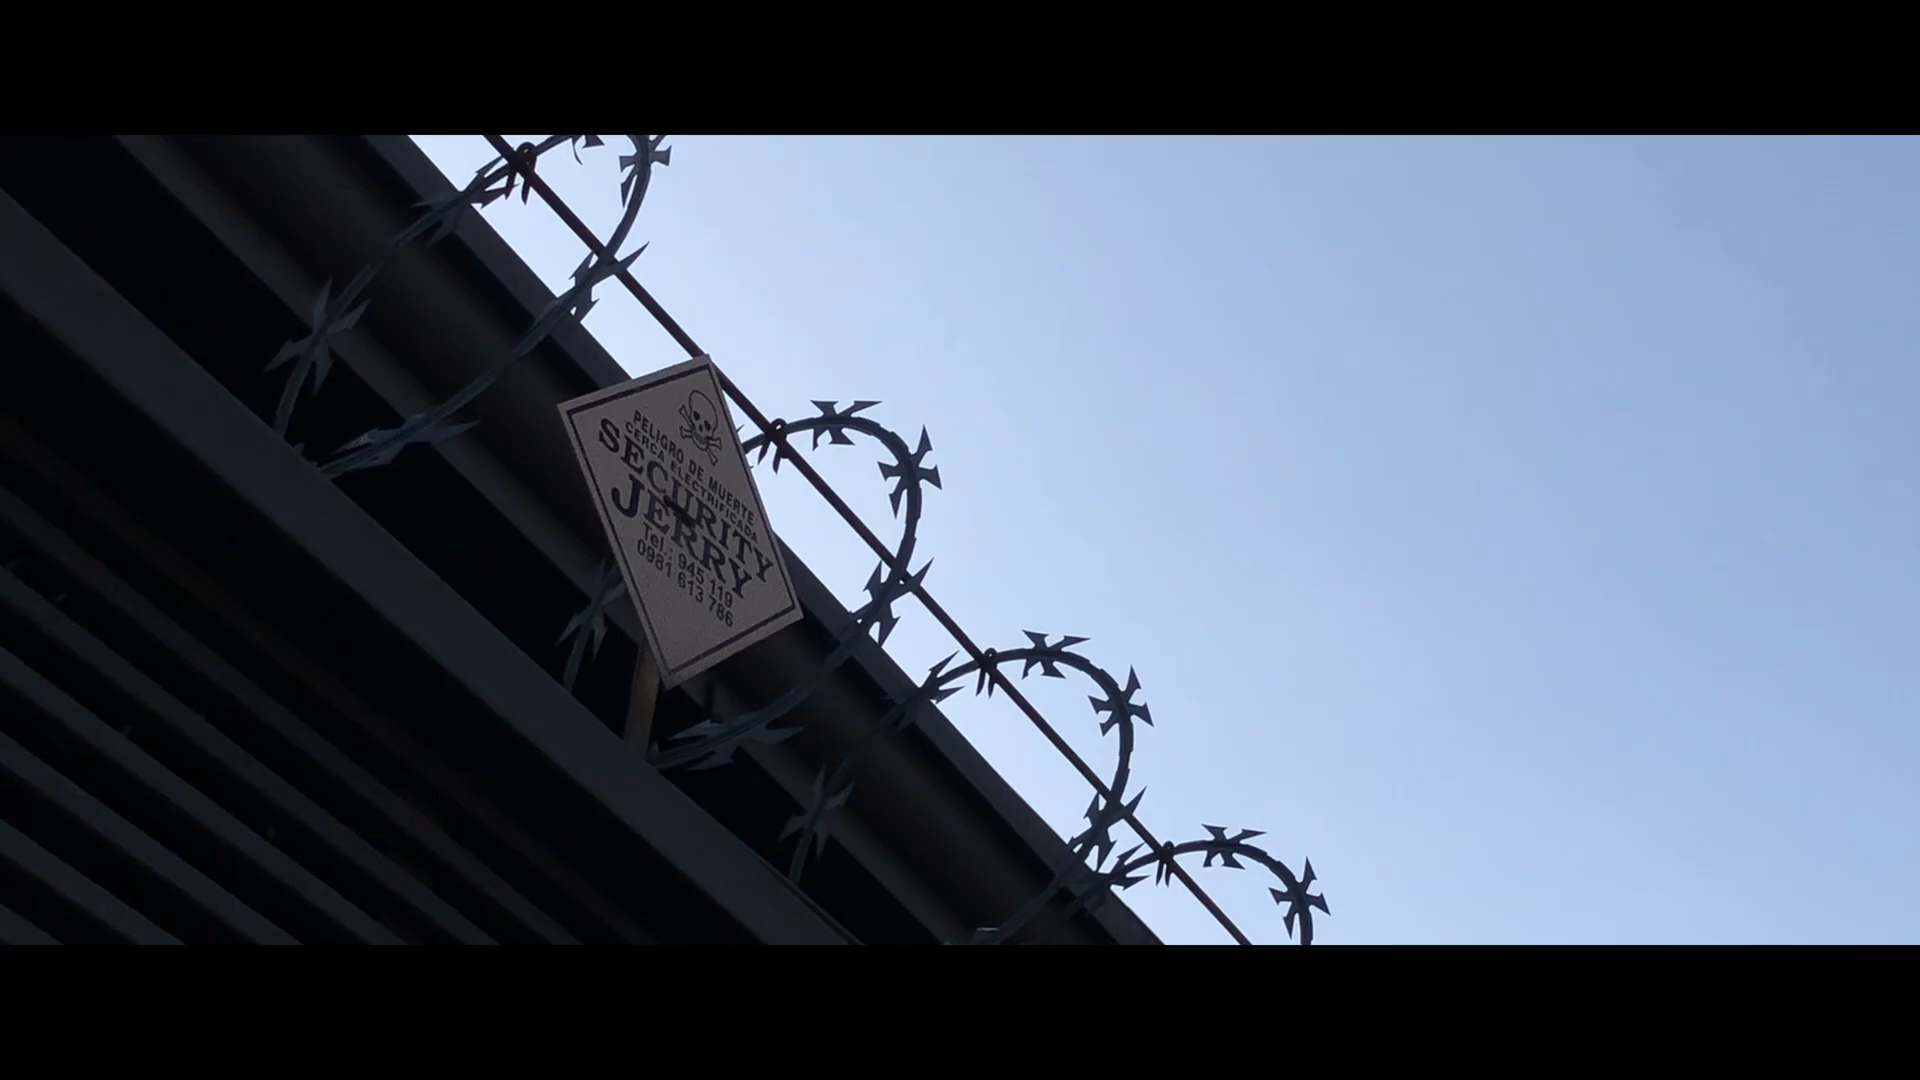 PELIGRO DE MUERTE
CERCA ELECTRIFICADA
SECURITY
JERRY
Tel.: 945 119
0981 613 786